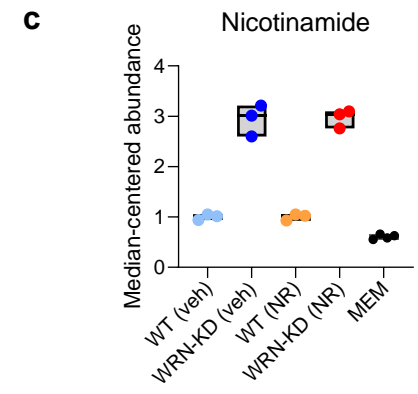 c
Nicotinamide
Median-centered abundance
4
3
2
1
0
WT (veh)
WRN-KD (veh)
WT (NR)
WRN-KD (NR)
MEM